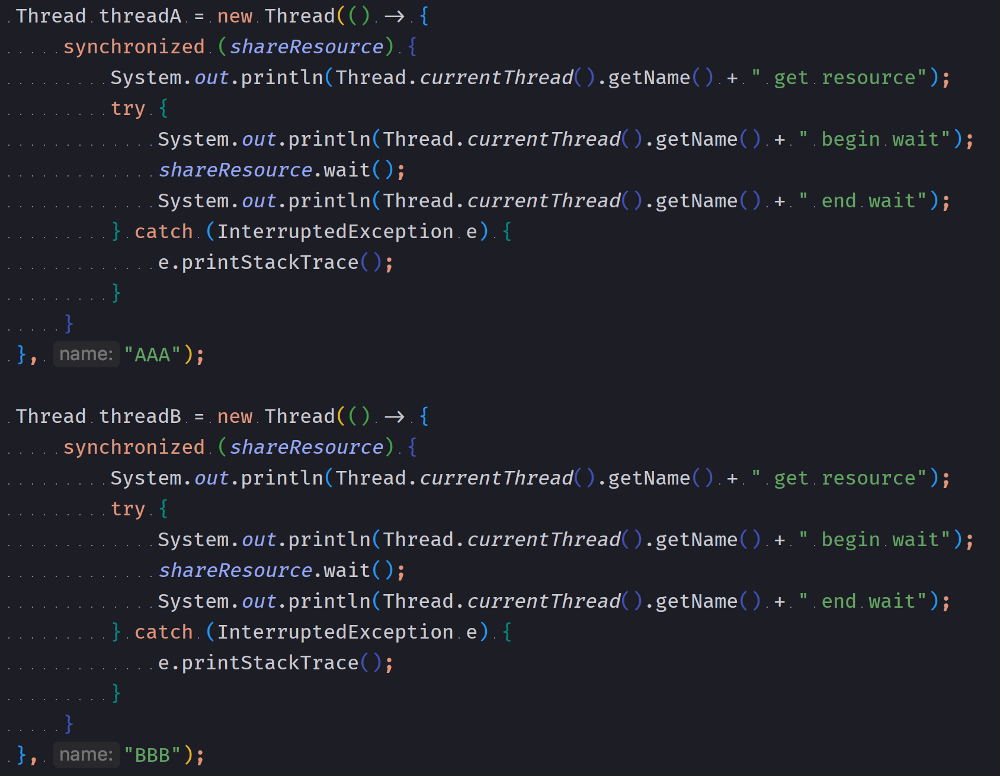 Thread threadA = new Thread(() -> {
    synchronized (shareResource) {
        System.out.println(Thread.currentThread().getName() + " get resource");
        try {
            System.out.println(Thread.currentThread().getName() + " begin wait");
            shareResource.wait();
            System.out.println(Thread.currentThread().getName() + " end wait");
        } catch (InterruptedException e) {
            e.printStackTrace();
        }
    }
}, name: "AAA");

Thread threadB = new Thread(() -> {
    synchronized (shareResource) {
        System.out.println(Thread.currentThread().getName() + " get resource");
        try {
            System.out.println(Thread.currentThread().getName() + " begin wait");
            shareResource.wait();
            System.out.println(Thread.currentThread().getName() + " end wait");
        } catch (InterruptedException e) {
            e.printStackTrace();
        }
    }
}, name: "BBB");